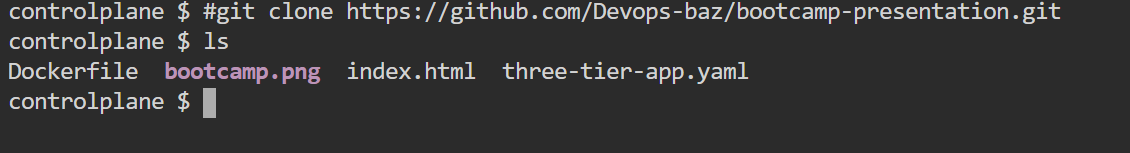 controlplane $ #git clone https://github.com/Devops-baz/bootcamp-presentation.git
controlplane $ ls
Dockerfile  bootcamp.png  index.html  three-tier-app.yaml
controlplane $